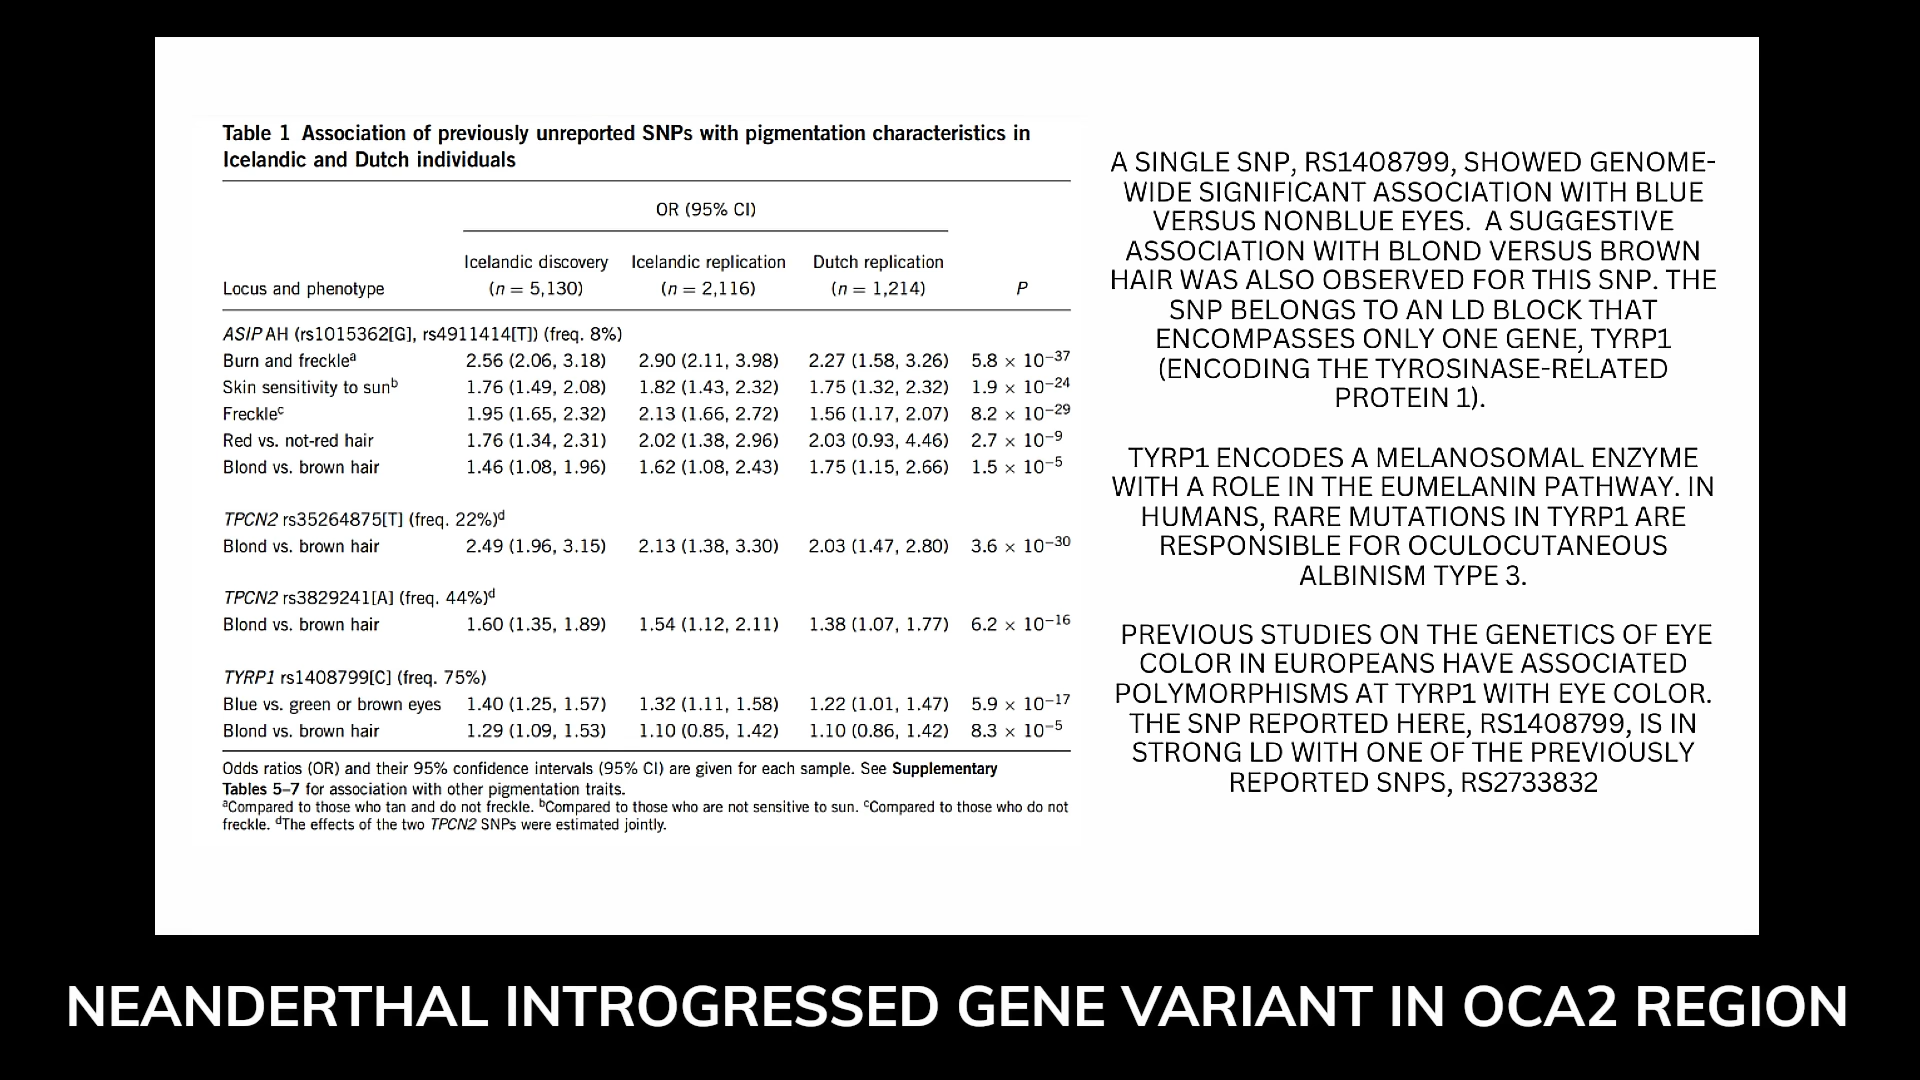 Table 1 Association of previously unreported SNPs with pigmentation characteristics in
Icelandic and Dutch individuals
OR (95% CI)
Icelandic discovery Icelandic replication Dutch replication
Locus and phenotype (n = 5,130) (n = 2,116) (n = 1,214) P
ASIP AH (rs1015362[G], rs4911414[T]) (freq. 8%)
Burn and freckleᵃ 2.56 (2.06, 3.18) 2.90 (2.11, 3.98) 2.27 (1.58, 3.26) 5.8 × 10⁻³⁷
Skin sensitivity to sunᵇ 1.76 (1.49, 2.08) 1.82 (1.43, 2.32) 1.75 (1.32, 2.32) 1.9 × 10⁻²⁴
Freckleᶜ 1.95 (1.65, 2.32) 2.13 (1.66, 2.72) 1.56 (1.17, 2.07) 8.2 × 10⁻²⁹
Red vs. not-red hair 1.76 (1.34, 2.31) 2.02 (1.38, 2.96) 2.03 (0.93, 4.46) 2.7 × 10⁻⁹
Blond vs. brown hair 1.46 (1.08, 1.96) 1.62 (1.08, 2.43) 1.75 (1.15, 2.66) 1.5 × 10⁻⁵
TPCN2 rs35264875[T] (freq. 22%)ᵈ
Blond vs. brown hair 2.49 (1.96, 3.15) 2.13 (1.38, 3.30) 2.03 (1.47, 2.80) 3.6 × 10⁻³⁰
TPCN2 rs3829241[A] (freq. 44%)ᵈ
Blond vs. brown hair 1.60 (1.35, 1.89) 1.54 (1.12, 2.11) 1.38 (1.07, 1.77) 6.2 × 10⁻¹⁶
TYRP1 rs1408799[C] (freq. 75%)
Blue vs. green or brown eyes 1.40 (1.25, 1.57) 1.32 (1.11, 1.58) 1.22 (1.01, 1.47) 5.9 × 10⁻¹⁷
Blond vs. brown hair 1.29 (1.09, 1.53) 1.10 (0.85, 1.42) 1.10 (0.86, 1.42) 8.3 × 10⁻⁵
Odds ratios (OR) and their 95% confidence intervals (95% CI) are given for each sample. See Supplementary
Tables 5–7 for association with other pigmentation traits.
ᵃCompared to those who tan and do not freckle. ᵇCompared to those who are not sensitive to sun. ᶜCompared to those who do not
freckle. ᵈThe effects of the two TPCN2 SNPs were estimated jointly.
A SINGLE SNP, RS1408799, SHOWED GENOME-
WIDE SIGNIFICANT ASSOCIATION WITH BLUE
VERSUS NONBLUE EYES. A SUGGESTIVE
ASSOCIATION WITH BLOND VERSUS BROWN
HAIR WAS ALSO OBSERVED FOR THIS SNP. THE
SNP BELONGS TO AN LD BLOCK THAT
ENCOMPASSES ONLY ONE GENE, TYRP1
(ENCODING THE TYROSINASE-RELATED
PROTEIN 1).
TYRP1 ENCODES A MELANOSOMAL ENZYME
WITH A ROLE IN THE EUMELANIN PATHWAY. IN
HUMANS, RARE MUTATIONS IN TYRP1 ARE
RESPONSIBLE FOR OCULOCUTANEOUS
ALBINISM TYPE 3.
PREVIOUS STUDIES ON THE GENETICS OF EYE
COLOR IN EUROPEANS HAVE ASSOCIATED
POLYMORPHISMS AT TYRP1 WITH EYE COLOR.
THE SNP REPORTED HERE, RS1408799, IS IN
STRONG LD WITH ONE OF THE PREVIOUSLY
REPORTED SNPS, RS2733832
NEANDERTHAL INTROGRESSED GENE VARIANT IN OCA2 REGION